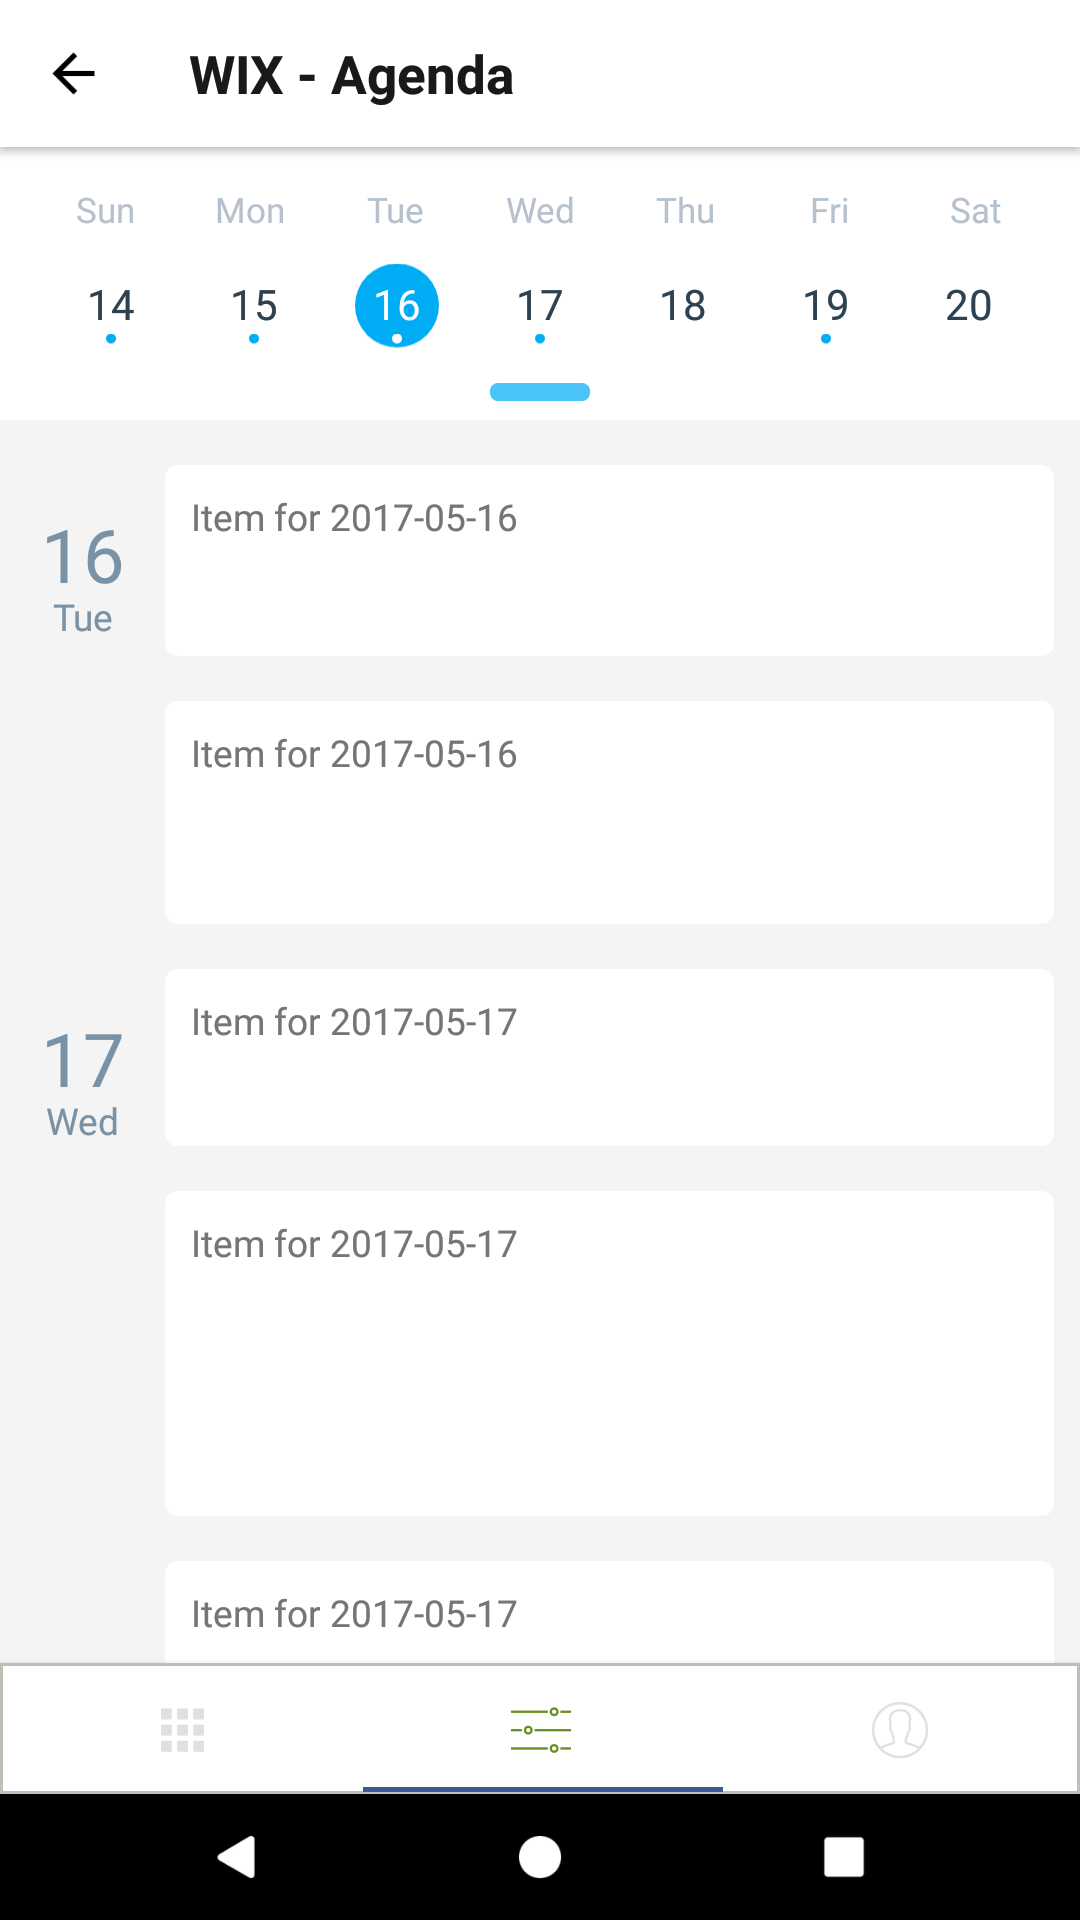 WIX - Agenda
Sun Mon Tue Wed Thu Fri Sat
14 15 16 17 18 19 20
Item for 2017-05-16
16
Tue
Item for 2017-05-16
Item for 2017-05-17
17
Wed
Item for 2017-05-17
Item for 2017-05-17